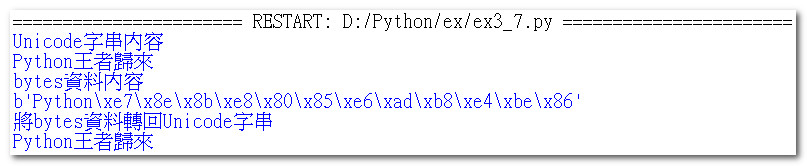 ======================= RESTART: D:/Python/ex/ex3_7.py =======================
Unicode字串内容
Python王者歸來
bytes資料内容
b'Python\xe7\x8e\x8b\xe8\x80\x85\xe6\xad\xb8\xe4\xbe\x86'
將bytes資料轉回Unicode字串
Python王者歸來